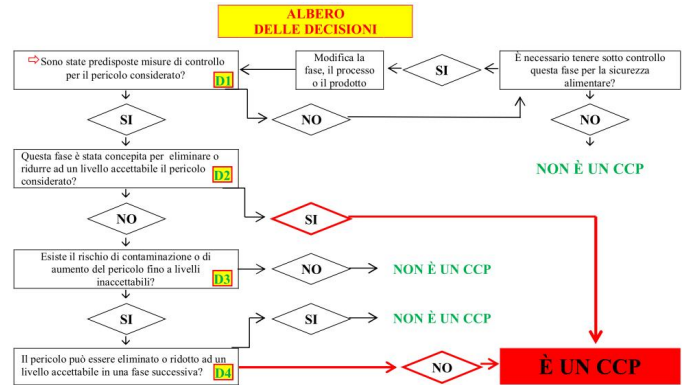 ALBERO
DELLE DECISIONI
⇨Sono state predisposte misure di controllo
per il pericolo considerato?
D1
Modifica la
fase, il processo
o il prodotto
SI
È necessario tenere sotto controllo
questa fase per la sicurezza
alimentare?
SI
NO
NO
NON È UN CCP
Questa fase è stata concepita per eliminare o
ridurre ad un livello accettabile il pericolo
considerato?
D2
NO
SI
Esiste il rischio di contaminazione o di
aumento del pericolo fino a livelli
inaccettabili?
D3
NO
NON È UN CCP
SI
SI
NON È UN CCP
Il pericolo può essere eliminato o ridotto ad un
livello accettabile in una fase successiva?
D4
NO
È UN CCP